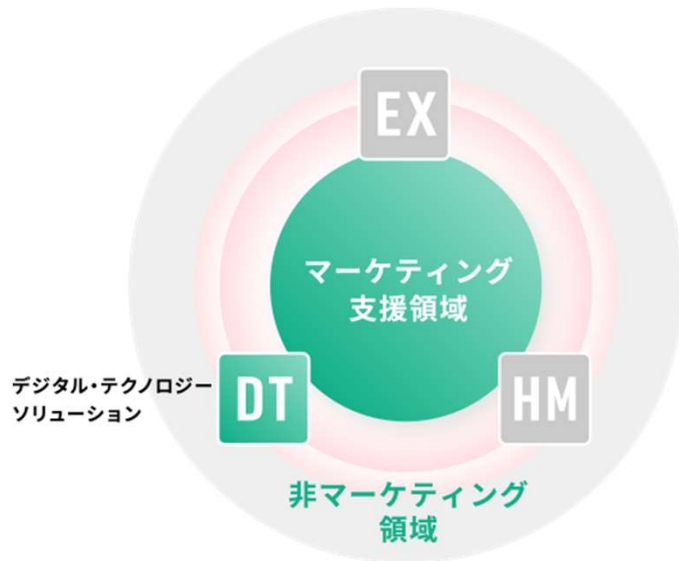 EX
マーケティング
支援領域
デジタル・テクノロジー
ソリューション
DT
HM
非マーケティング
領域